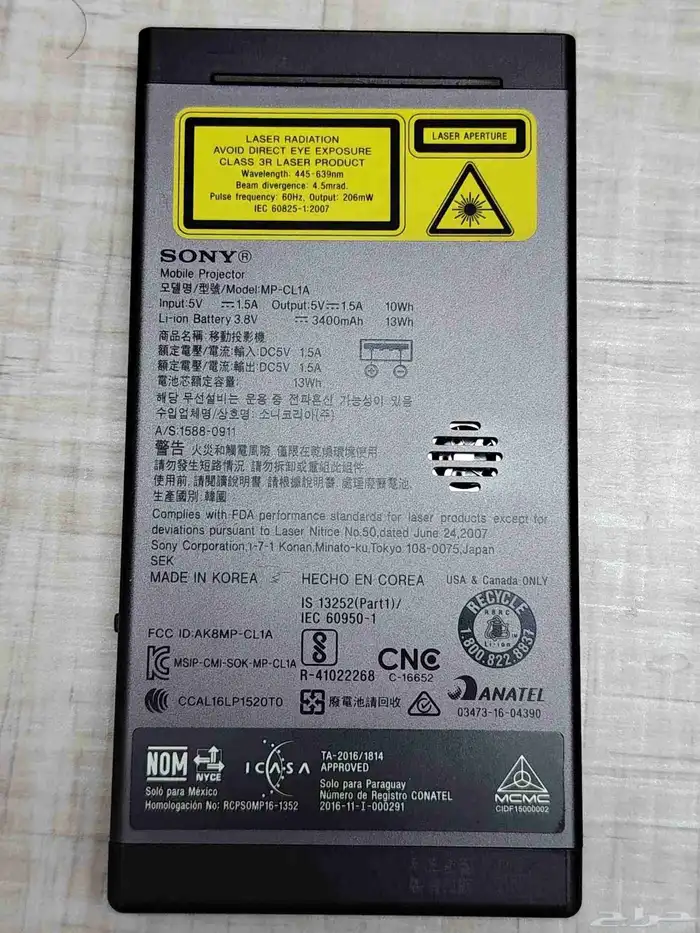 LASER RADIATION
AVOID DIRECT EYE EXPOSURE
CLASS 3R LASER PRODUCT
Wavelength: 445-639nm
Beam divergence: 4.5mrad.
Pulse frequency: 60Hz, Output: 206mW
IEC 60825-1:2007
LASER APERTURE
SONY®
Mobile Projector
모델명/型號/Model:MP-CL1A
Input:5V ⎓1.5A Output:5V⎓1.5A 10Wh
Li-ion Battery 3.8V ⎓ 3400mAh 13Wh
商品名稱: 移動投影機
額定電壓/電流:輸入 DC5V 1.5A
額定電壓/電流:輸出 DC5V 1.5A
電池芯額定容量: 13Wh
해당 무선설비는 운용 중 전파혼신 가능성이 있음
수입업체명/상호명: 소니코리아(주)
A/S:1588-0911
警告 火災和觸電風險, 僅限在乾燥環境使用
請勿發生短路情況, 請勿拆卸或重組此組件.
使用前, 請閱讀說明書, 請根據說明書, 處理廢舊電池.
生產國別: 韓國
Complies with FDA performance standards for laser products except for
deviations pursuant to Laser Nitice No.50,dated June 24,2007
Sony Corporation,1-7-1 Konan,Minato-ku,Tokyo 108-0075,Japan
SEK
MADE IN KOREA HECHO EN COREA USA & Canada ONLY
IS 13252(Part1)/
IEC 60950-1
RECYCLE
RBRC
Li-ion
1.800.822.8837
FCC ID:AK8MP-CL1A
MSIP-CMI-SOK-MP-CL1A
R-41022268
CNC
C-16652
CCAL16LP1520T0
廢電池請回收
ANATEL
03473-16-04390
NOM
NYCE
Soló para México
Homologación No: RCPSOMP16-1352
ICASA
TA-2016/1814
APPROVED
Solo para Paraguay
Número de Registro CONATEL
2016-11-I-000291
MCMC
CIDF15000002
حراج